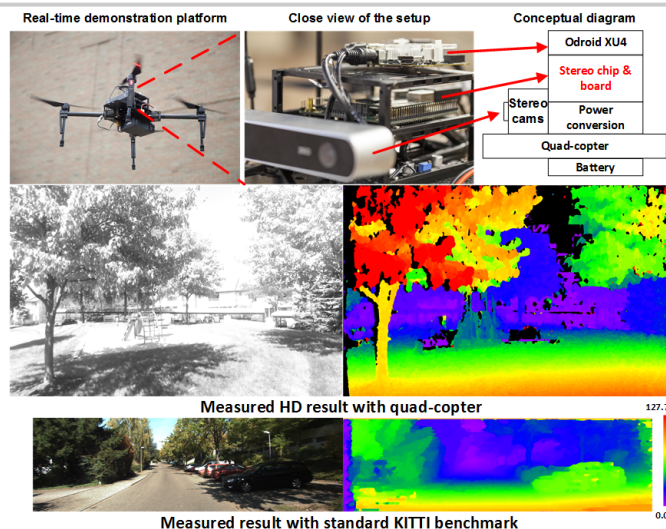 Real-time demonstration platform
Close view of the setup
Conceptual diagram
Odroid XU4
Stereo chip &
board
Stereo
cams
Power
conversion
Quad-copter
Battery
Measured HD result with quad-copter
127.
0.0
Measured result with standard KITTI benchmark